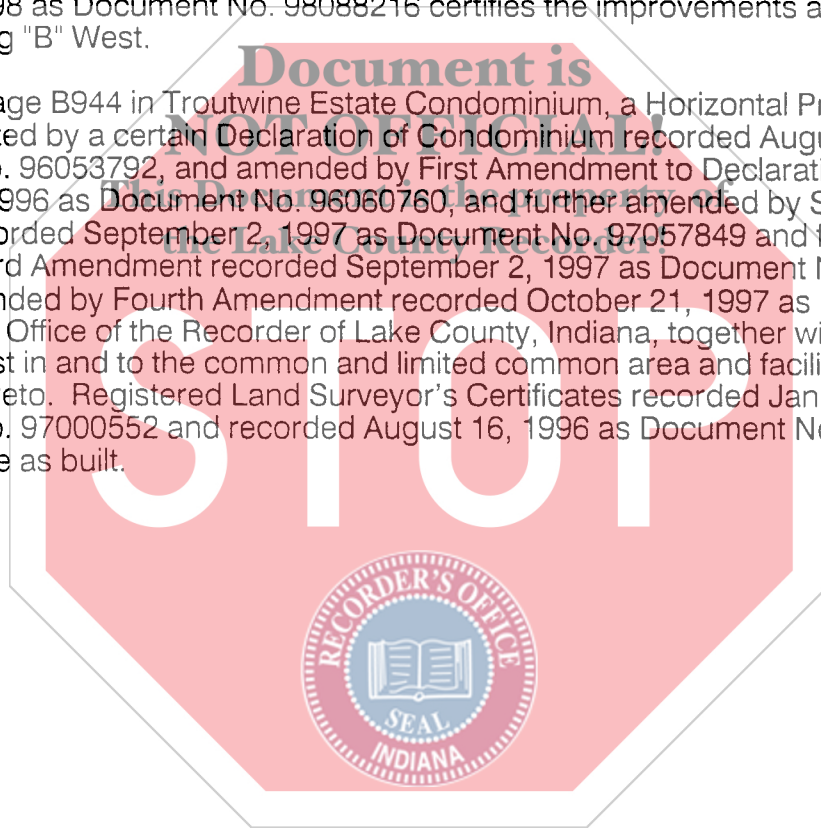 98 as Document No. 98088216 certifies the improvements a
g "B" West.
Document is
age B944 in Troutwine Estate Condominium, a Horizontal Pr
NOT OFFICIAL!
ted by a certain Declaration of Condominium recorded Augu
o. 96053792, and amended by First Amendment to Declarati
This Document is the property of
996 as Document No. 96060760, and further amended by S
the Lake County Recorder!
orded September 2, 1997 as Document No. 97057849 and f
rd Amendment recorded September 2, 1997 as Document N
nded by Fourth Amendment recorded October 21, 1997 as
Office of the Recorder of Lake County, Indiana, together wi
st in and to the common and limited common area and facili
eto. Registered Land Surveyor's Certificates recorded Jan
o. 97000552 and recorded August 16, 1996 as Document No
e as built.
STOP
RECORDER'S OFFICE
SEAL
INDIANA